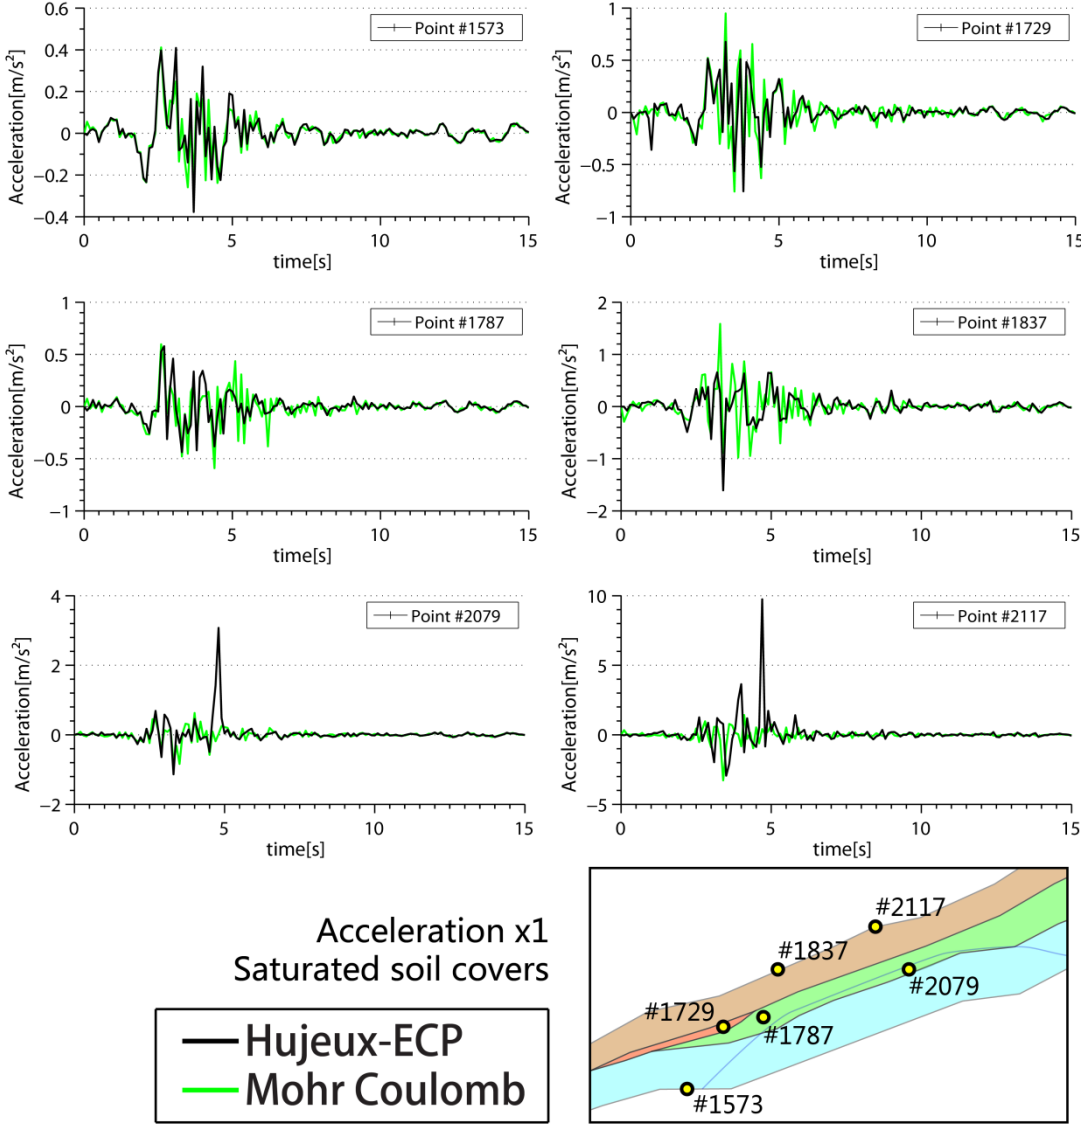 0.6
0.4
0.2
0
−0.2
−0.4
Acceleration[m/s²]
Point #1573
0 5 10 15
time[s]
1
0.5
0
−0.5
−1
Acceleration[m/s²]
Point #1729
0 5 10 15
time[s]
1
0.5
0
−0.5
−1
Acceleration[m/s²]
Point #1787
0 5 10 15
time[s]
2
1
0
−1
−2
Acceleration[m/s²]
Point #1837
0 5 10 15
time[s]
4
2
0
−2
Acceleration[m/s²]
Point #2079
0 5 10 15
time[s]
10
5
0
−5
Acceleration[m/s²]
Point #2117
0 5 10 15
time[s]
Acceleration x1
Saturated soil covers
Hujeux-ECP
Mohr Coulomb
#2117
#1837
#2079
#1729
#1787
#1573